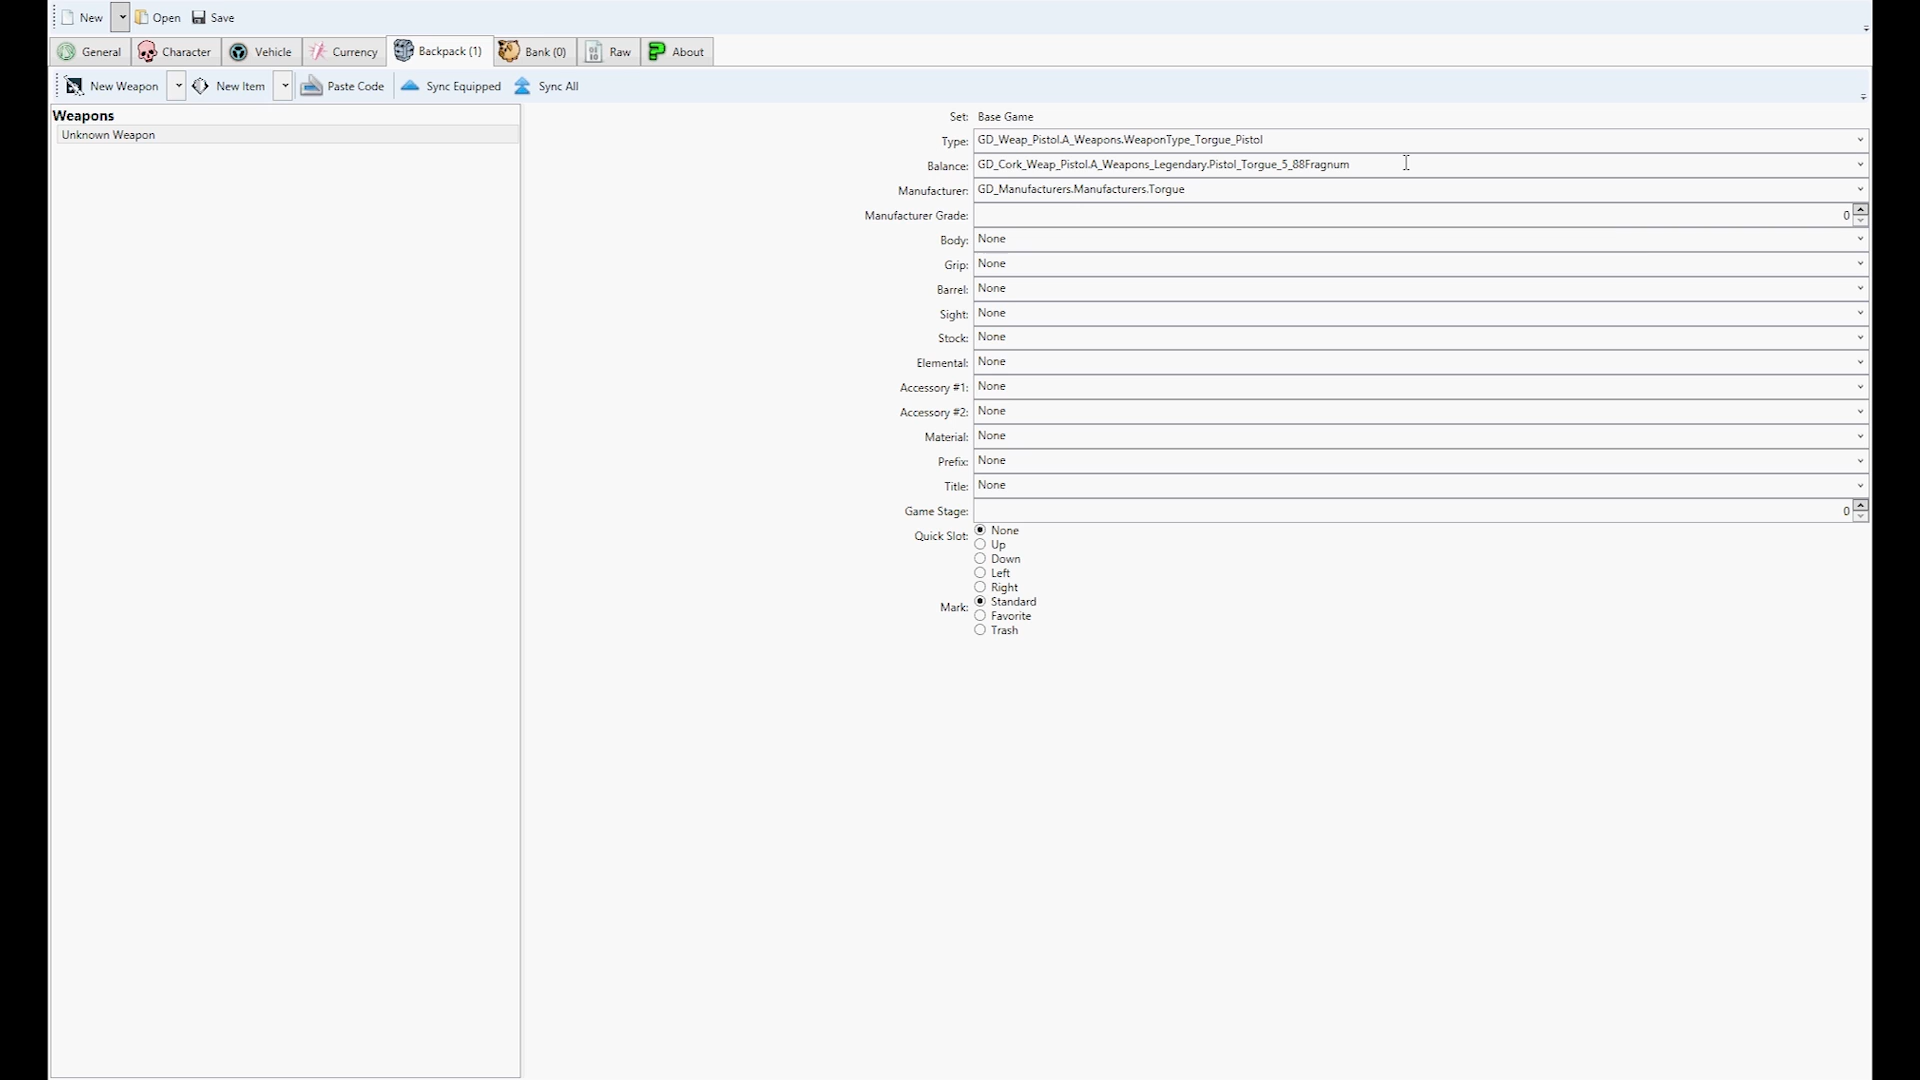 New Open Save
General Character Vehicle Currency Backpack (1) Bank (0) Raw About
New Weapon New Item Paste Code Sync Equipped Sync All
Weapons
Unknown Weapon
Set: Base Game
Type: GD_Weap_Pistol.A_Weapons.WeaponType_Torgue_Pistol
Balance: GD_Cork_Weap_Pistol.A_Weapons_Legendary.Pistol_Torgue_5_88Fragnum
Manufacturer: GD_Manufacturers.Manufacturers.Torgue
Manufacturer Grade: 0
Body: None
Grip: None
Barrel: None
Sight: None
Stock: None
Elemental: None
Accessory #1: None
Accessory #2: None
Material: None
Prefix: None
Title: None
Game Stage: 0
Quick Slot: None
Up
Down
Left
Right
Mark: Standard
Favorite
Trash